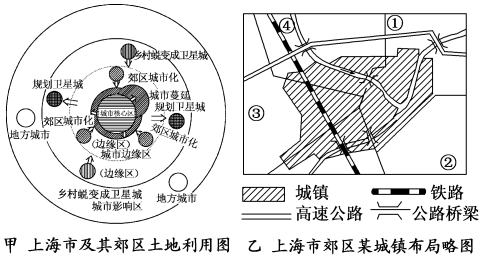 乡村蜕变成卫星城
郊区城市化
规划卫星城
城市蔓延
规划卫星城
城市核心区
郊区城市化
地方城市
郊区城市化
(边缘区)
城市边缘区
(边缘区)
乡村蜕变成卫星城
城市影响区
地方城市
甲 上海市及其郊区土地利用图
①
④
③
②
城镇
铁路
高速公路
公路桥梁
乙 上海市郊区某城镇布局略图